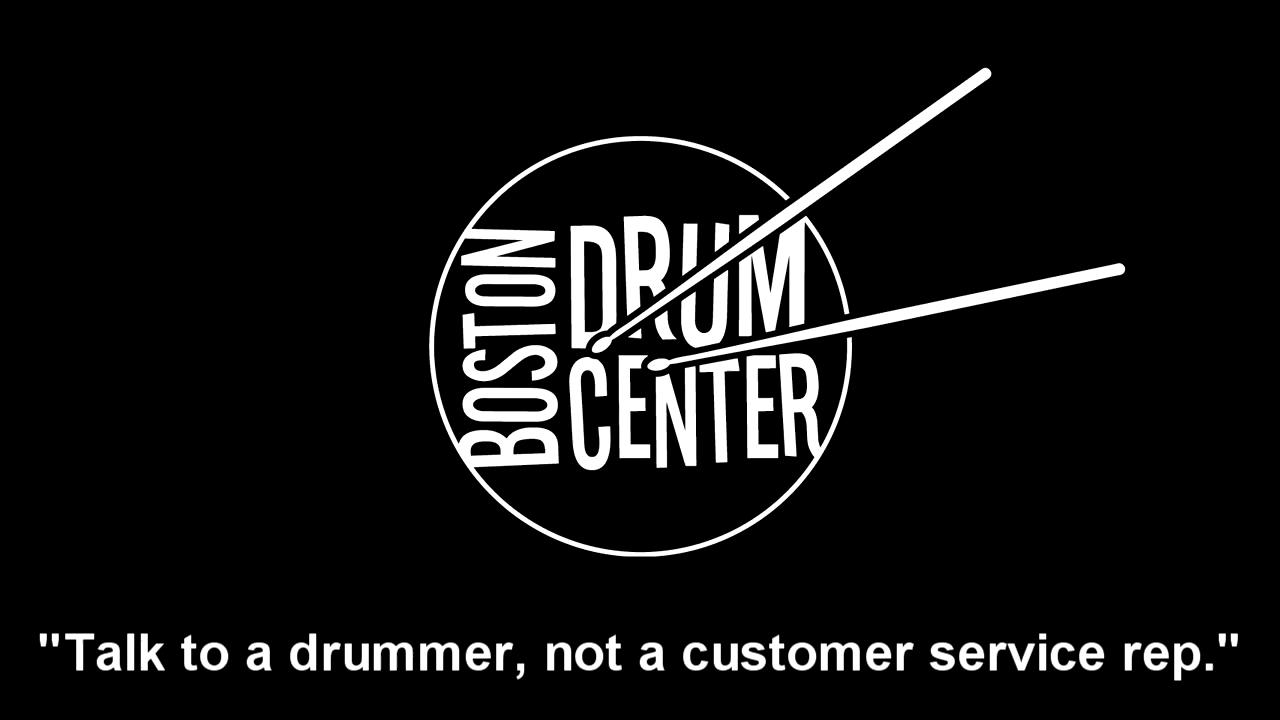 BOSTON
DRUM
CENTER
"Talk to a drummer, not a customer service rep."